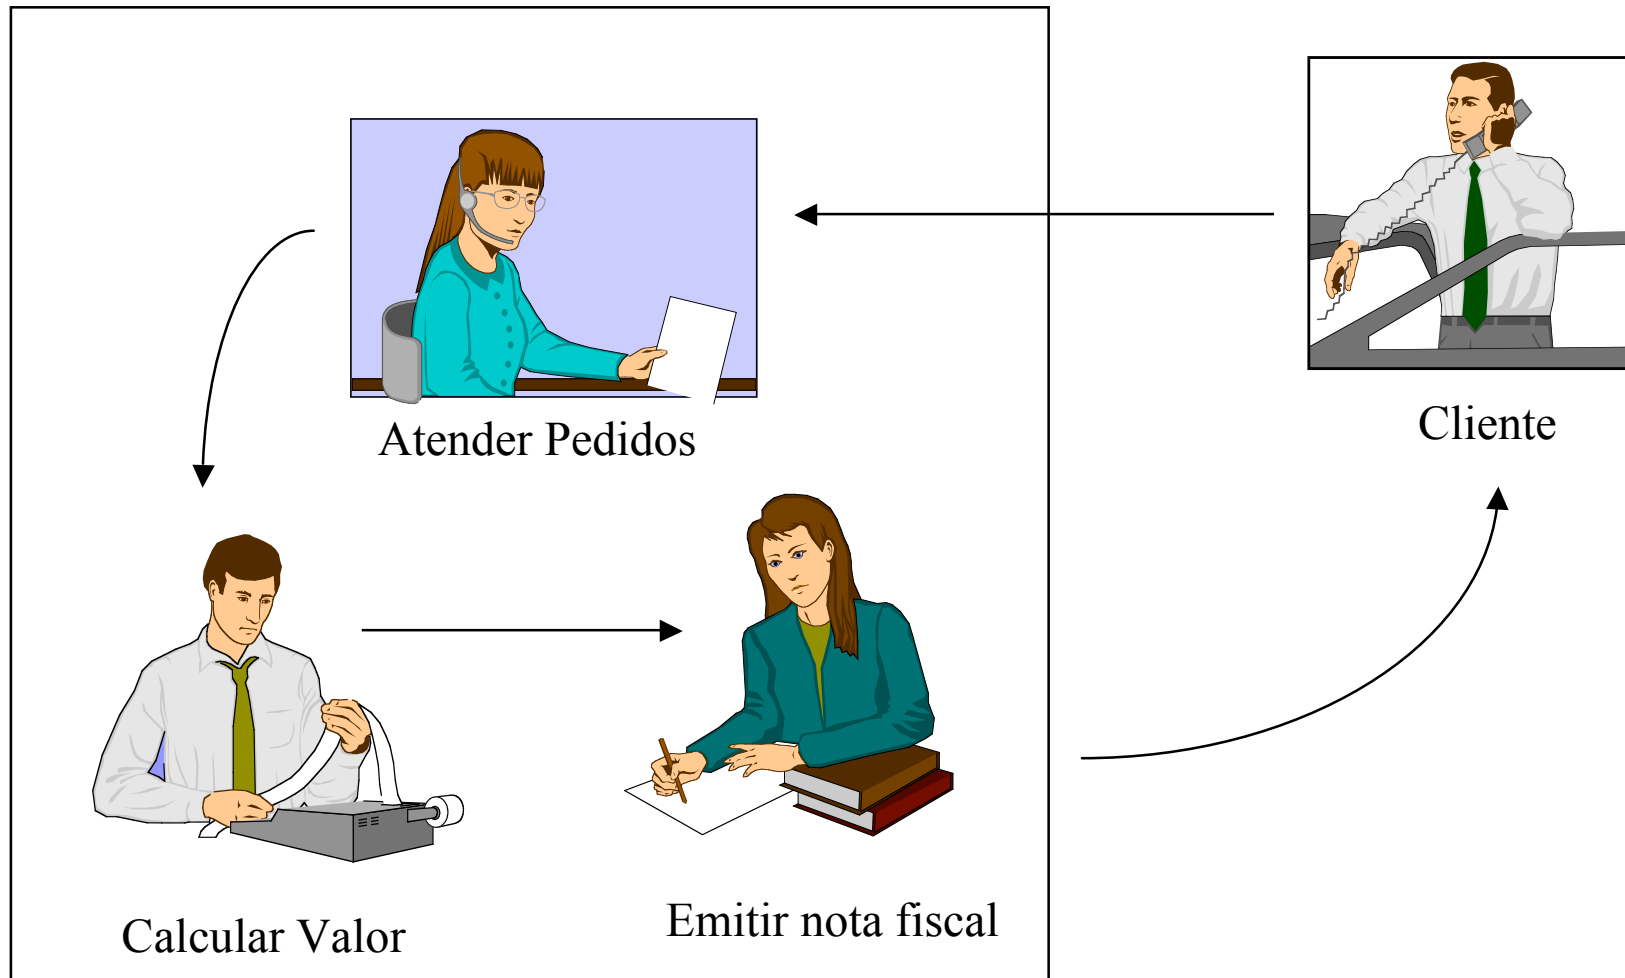 Atender Pedidos
Cliente
Calcular Valor
Emitir nota fiscal